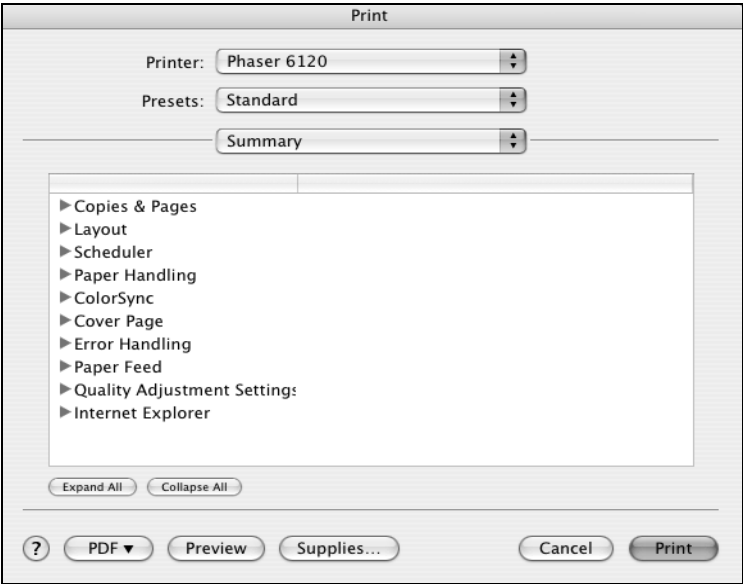 Print
Printer: Phaser 6120
Presets: Standard
Summary
Copies & Pages
Layout
Scheduler
Paper Handling
ColorSync
Cover Page
Error Handling
Paper Feed
Quality Adjustment Settings
Internet Explorer
Expand All Collapse All
? PDF▼ Preview Supplies... Cancel Print